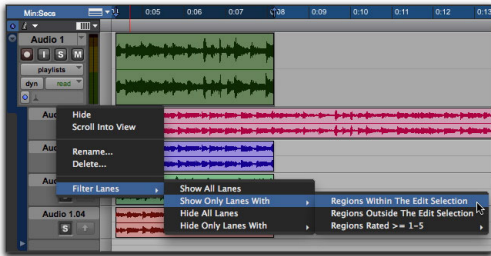 Min:Secs
0:05
0:06
0:07
0:08
0:09
0:10
0:11
0:12
0:13
Audio 1
I S M
playlists
dyn read
Hide
Scroll Into View
Rename...
Delete...
Filter Lanes
Show All Lanes
Show Only Lanes With
Hide All Lanes
Hide Only Lanes With
Regions Within The Edit Selection
Regions Outside The Edit Selection
Regions Rated >= 1-5
Audio 1.04
S